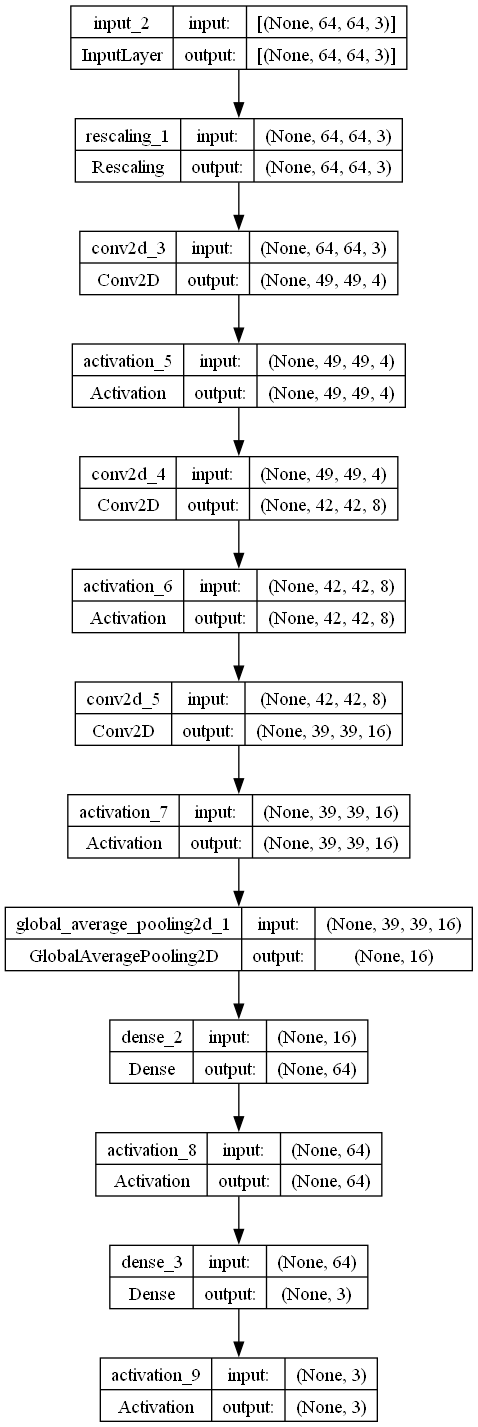 input_2 input: [(None, 64, 64, 3)]
InputLayer output: [(None, 64, 64, 3)]
rescaling_1 input: (None, 64, 64, 3)
Rescaling output: (None, 64, 64, 3)
conv2d_3 input: (None, 64, 64, 3)
Conv2D output: (None, 49, 49, 4)
activation_5 input: (None, 49, 49, 4)
Activation output: (None, 49, 49, 4)
conv2d_4 input: (None, 49, 49, 4)
Conv2D output: (None, 42, 42, 8)
activation_6 input: (None, 42, 42, 8)
Activation output: (None, 42, 42, 8)
conv2d_5 input: (None, 42, 42, 8)
Conv2D output: (None, 39, 39, 16)
activation_7 input: (None, 39, 39, 16)
Activation output: (None, 39, 39, 16)
global_average_pooling2d_1 input: (None, 39, 39, 16)
GlobalAveragePooling2D output: (None, 16)
dense_2 input: (None, 16)
Dense output: (None, 64)
activation_8 input: (None, 64)
Activation output: (None, 64)
dense_3 input: (None, 64)
Dense output: (None, 3)
activation_9 input: (None, 3)
Activation output: (None, 3)